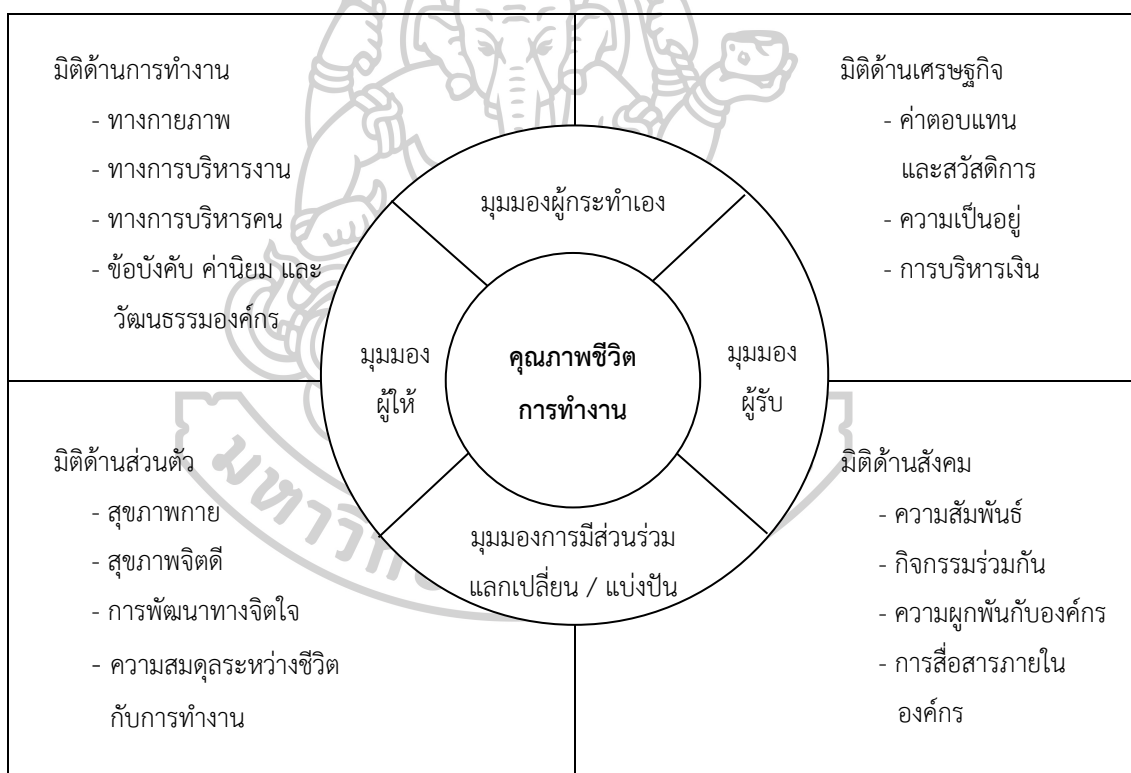 มิติด้านการทำงาน
- ทางกายภาพ
- ทางการบริหารงาน
- ทางการบริหารคน
- ข้อบังคับ ค่านิยม และ
วัฒนธรรมองค์กร
มิติด้านเศรษฐกิจ
- ค่าตอบแทน
และสวัสดิการ
- ความเป็นอยู่
- การบริหารเงิน
มุมมองผู้กระทำเอง
มุมมอง
ผู้ให้
คุณภาพชีวิต
การทำงาน
มุมมอง
ผู้รับ
มุมมองการมีส่วนร่วม
แลกเปลี่ยน / แบ่งปัน
มิติด้านส่วนตัว
- สุขภาพกาย
- สุขภาพจิตดี
- การพัฒนาทางจิตใจ
- ความสมดุลระหว่างชีวิต
กับการทำงาน
มิติด้านสังคม
- ความสัมพันธ์
- กิจกรรมร่วมกัน
- ความผูกพันกับองค์กร
- การสื่อสารภายใน
องค์กร